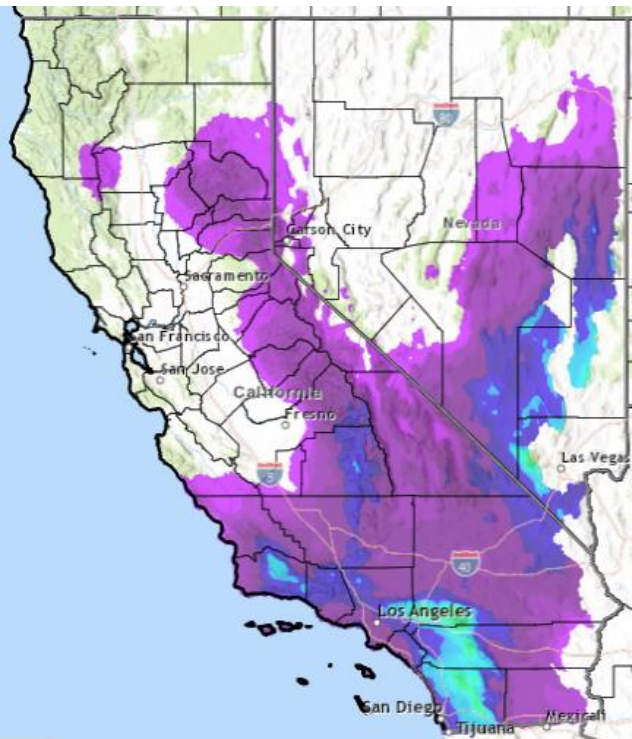 80
Nevada
Carson City
Sacramento
San Francisco
San Jose
California
Fresno
Las Vegas
5
40
Los Angeles
San Diego
Mexicali
Tijuana